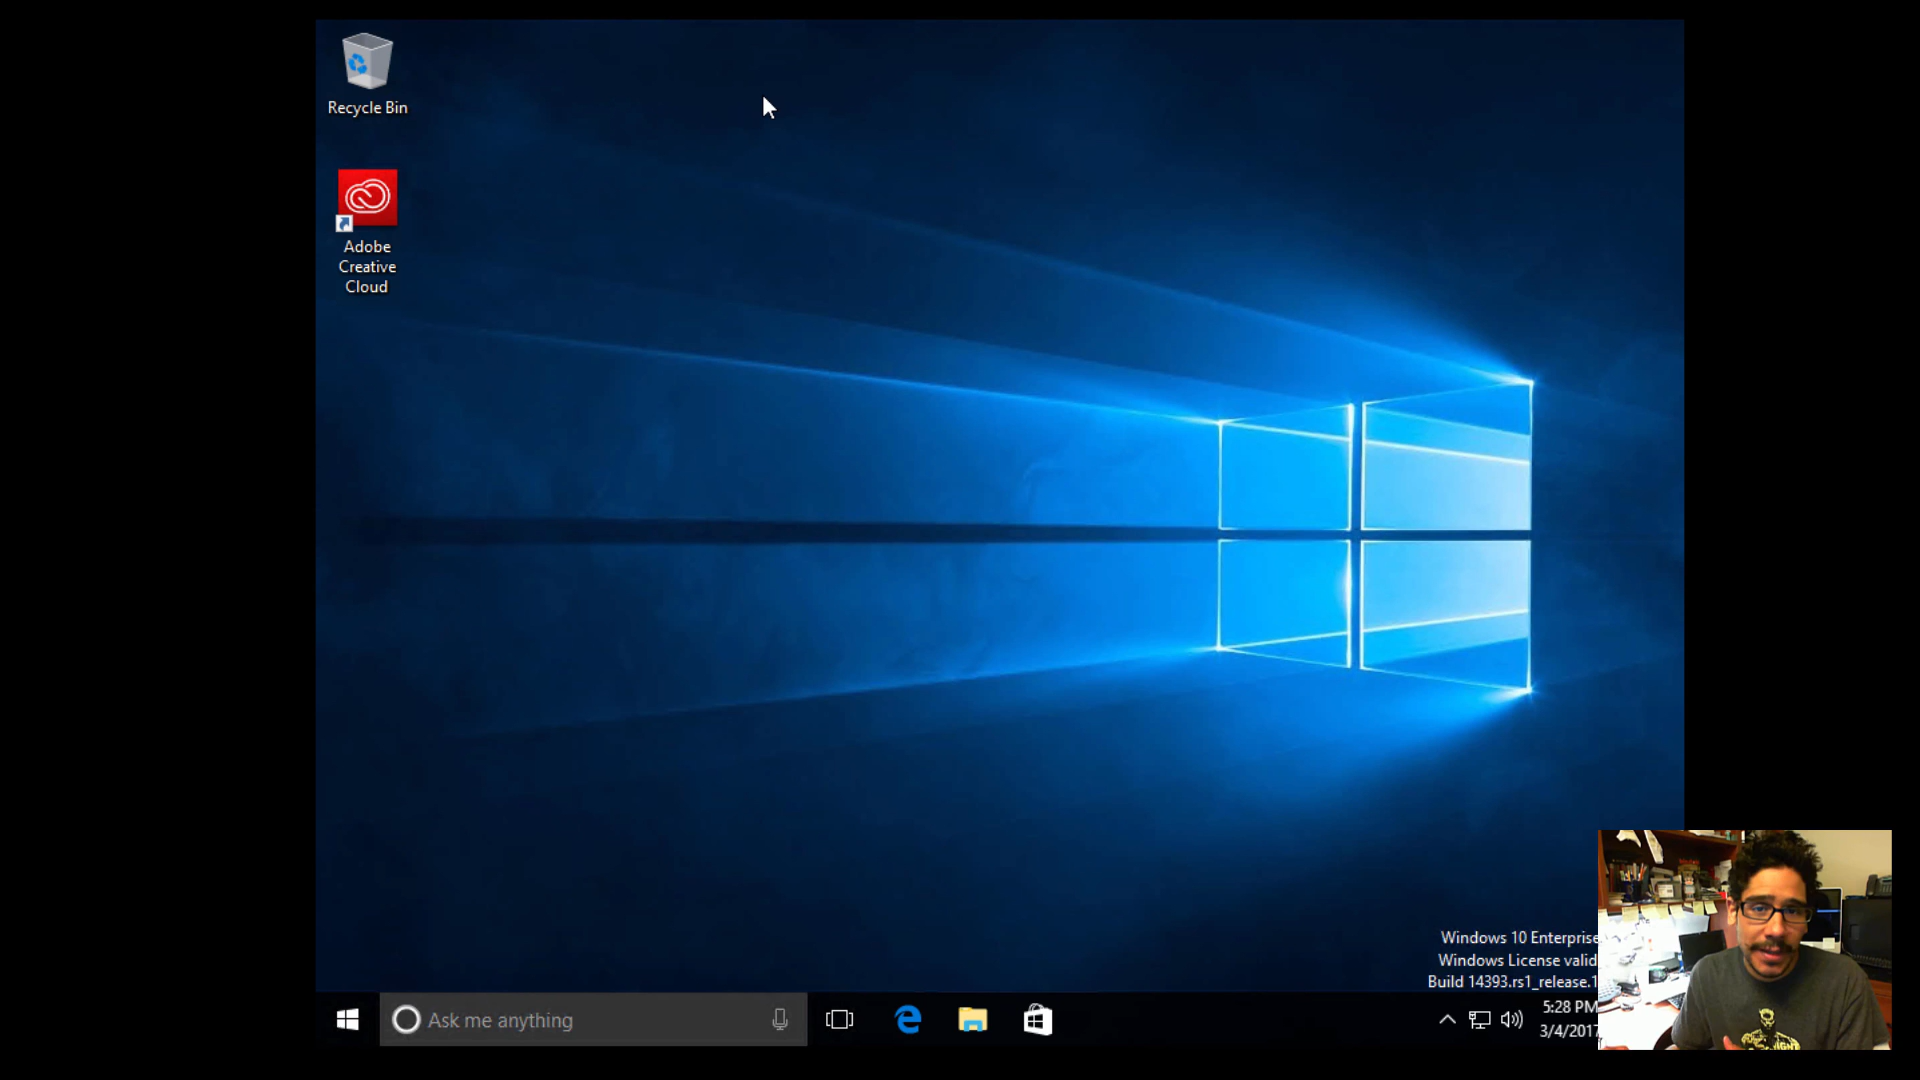 Recycle Bin
Adobe
Creative
Cloud
Windows 10 Enterprise
Windows License valid
Build 14393.rs1_release.1
Ask me anything
5:28 PM
3/4/2017